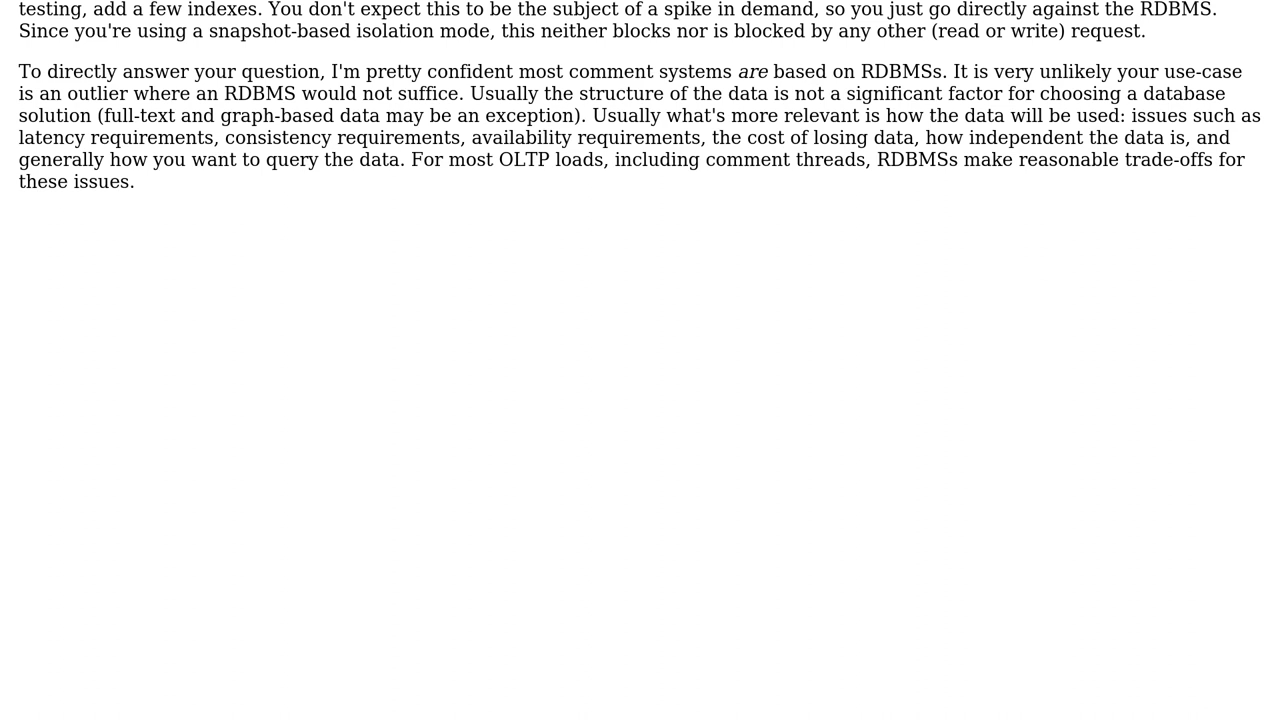 testing, add a few indexes. You don't expect this to be the subject of a spike in demand, so you just go directly against the RDBMS.
Since you're using a snapshot-based isolation mode, this neither blocks nor is blocked by any other (read or write) request.
To directly answer your question, I'm pretty confident most comment systems are based on RDBMSs. It is very unlikely your use-case
is an outlier where an RDBMS would not suffice. Usually the structure of the data is not a significant factor for choosing a database
solution (full-text and graph-based data may be an exception). Usually what's more relevant is how the data will be used: issues such as
latency requirements, consistency requirements, availability requirements, the cost of losing data, how independent the data is, and
generally how you want to query the data. For most OLTP loads, including comment threads, RDBMSs make reasonable trade-offs for
these issues.